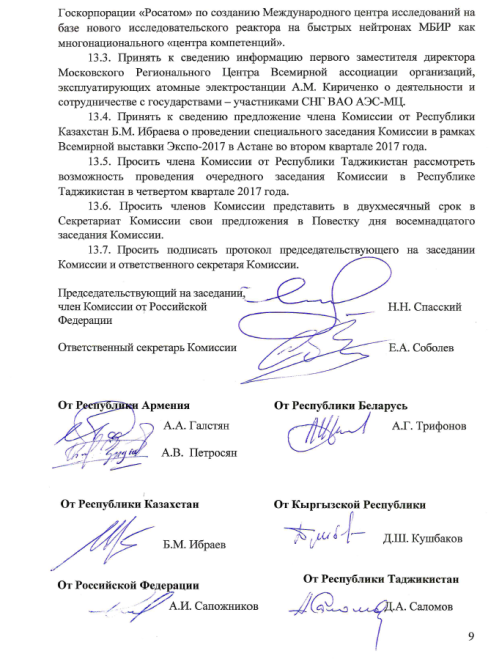 Госкорпорации «Росатом» по созданию Международного центра исследований на
базе нового исследовательского реактора на быстрых нейтронах МБИР как
многонационального «центра компетенций».
13.3. Принять к сведению информацию первого заместителя директора
Московского Регионального Центра Всемирной ассоциации организаций,
эксплуатирующих атомные электростанции А.М. Кириченко о деятельности и
сотрудничестве с государствами – участниками СНГ ВАО АЭС-МЦ.
13.4. Принять к сведению предложение члена Комиссии от Республики
Казахстан Б.М. Ибраева о проведении специального заседания Комиссии в рамках
Всемирной выставки Экспо-2017 в Астане во втором квартале 2017 года.
13.5. Просить члена Комиссии от Республики Таджикистан рассмотреть
возможность проведения очередного заседания Комиссии в Республике
Таджикистан в четвертом квартале 2017 года.
13.6. Просить членов Комиссии представить в двухмесячный срок в
Секретариат Комиссии свои предложения в Повестку дня восемнадцатого
заседания Комиссии.
13.7. Просить подписать протокол председательствующего на заседании
Комиссии и ответственного секретаря Комиссии.
Председательствующий на заседании,
член Комиссии от Российской
Федерации
Н.Н. Спасский
Ответственный секретарь Комиссии
Е.А. Соболев
От Республики Армения
А.А. Галстян
А.В. Петросян
От Республики Беларусь
А.Г. Трифонов
От Республики Казахстан
Б.М. Ибраев
От Кыргызской Республики
Д.Ш. Кушбаков
От Российской Федерации
А.И. Сапожников
От Республики Таджикистан
Д.А. Саломов
9